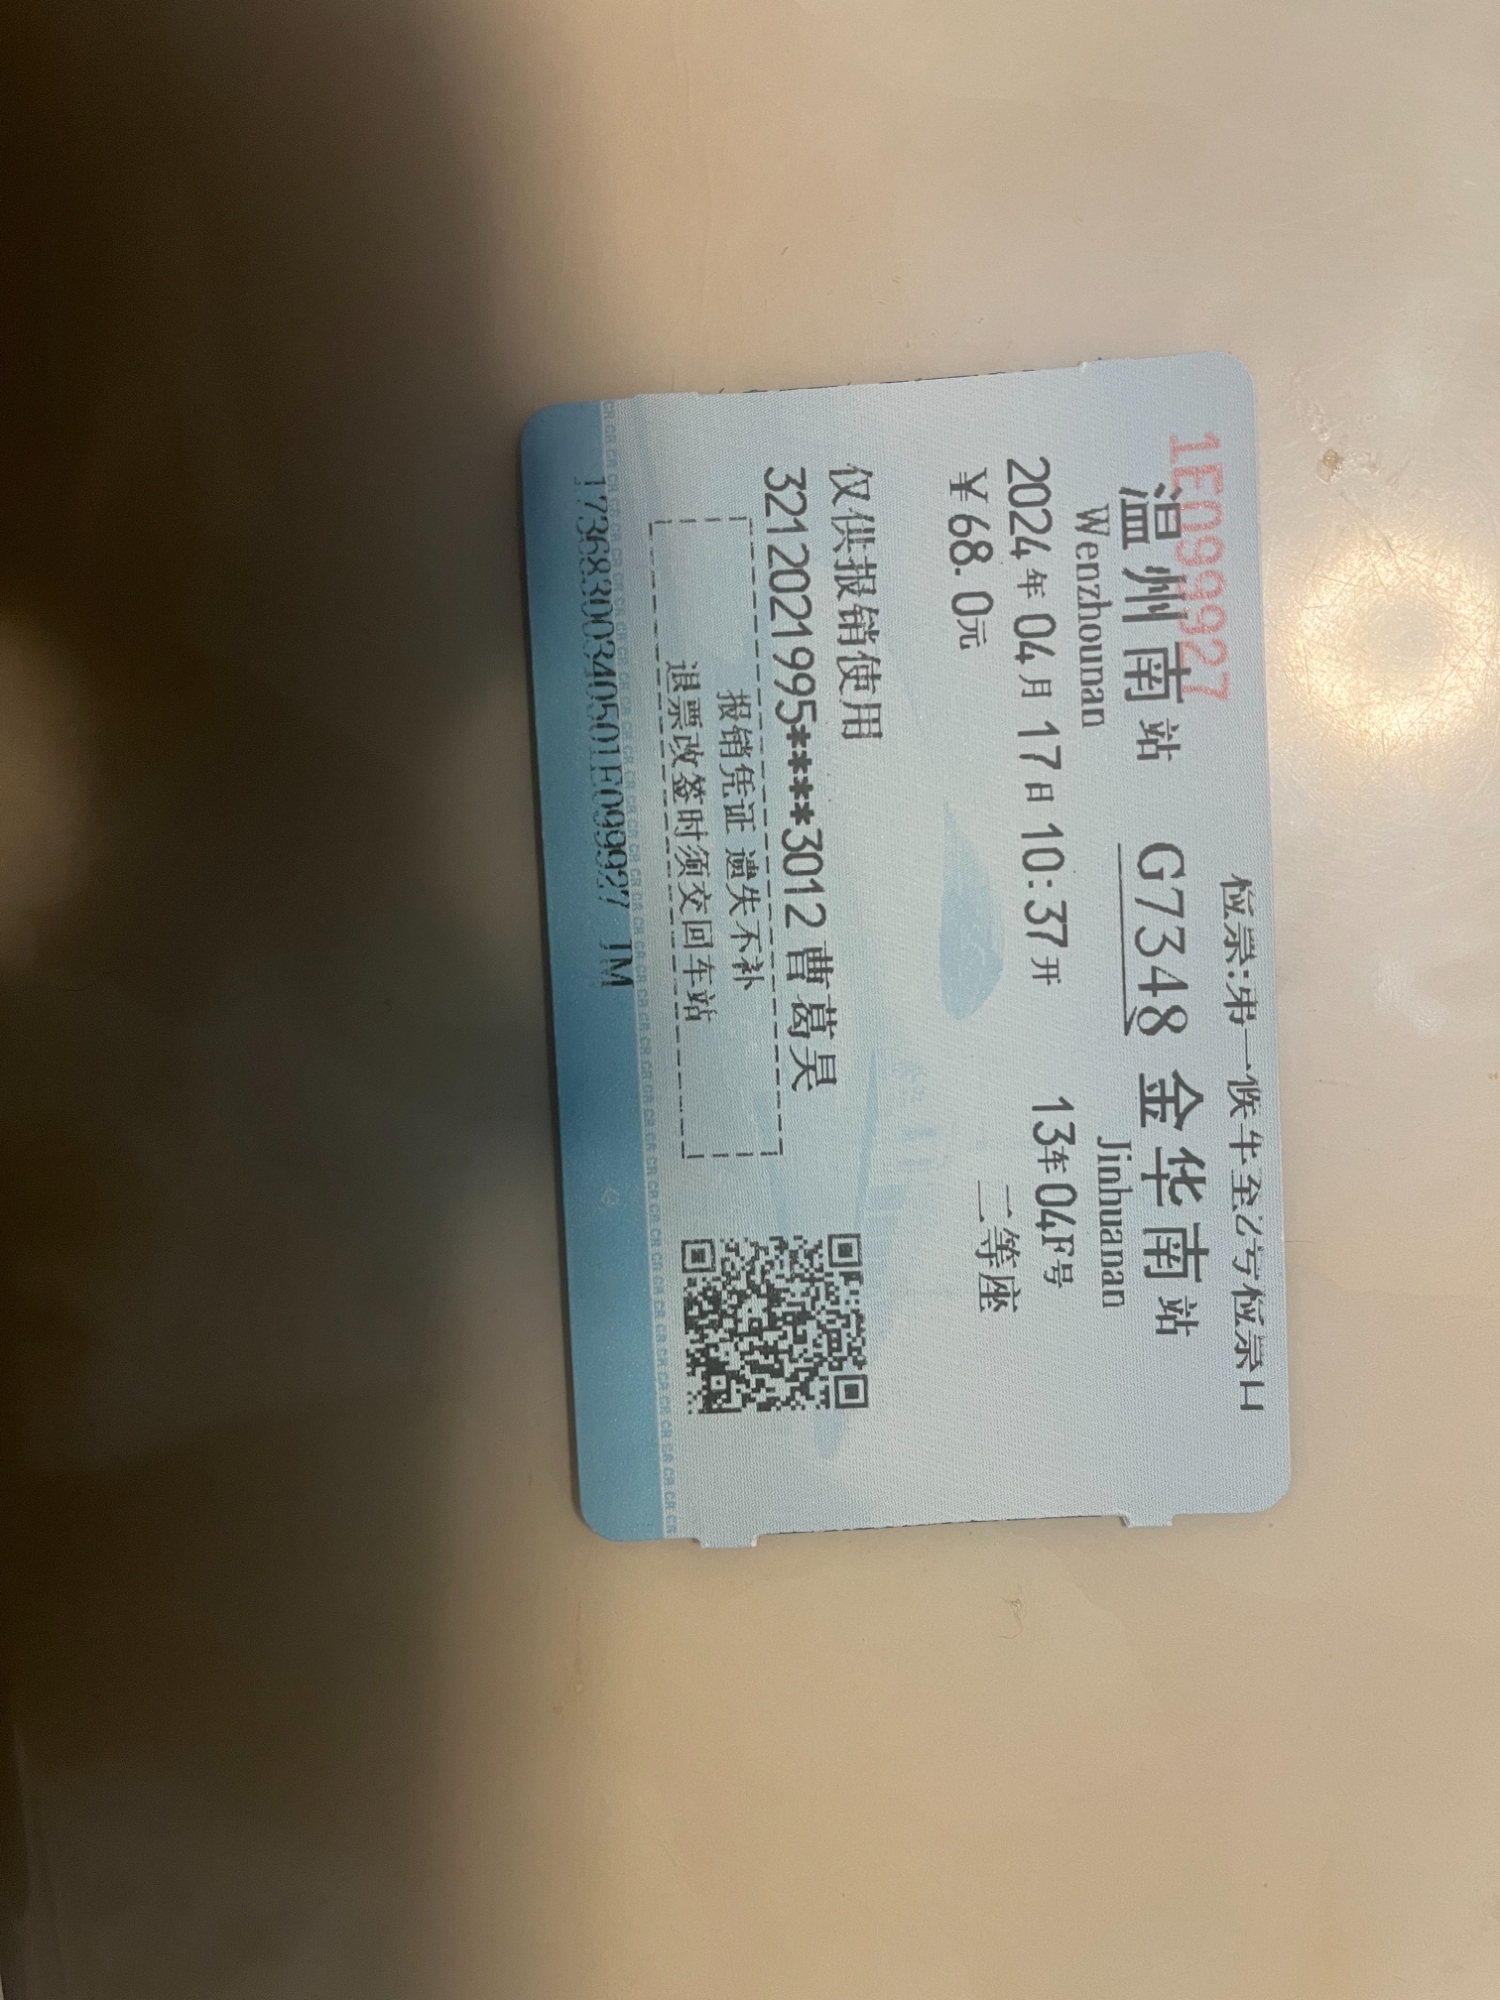 1E099927
检票:第一候车室2号检票口
温州南站 G7348 金华南站
Wenzhounan Jinhuanan
2024年04月17日10:37开 13车04F号
¥68.0元 二等座
仅供报销使用
3212021995****3012曹葛昊
报销凭证 遗失不补
退票改签时须交回车站
17368300340501E099927 JM